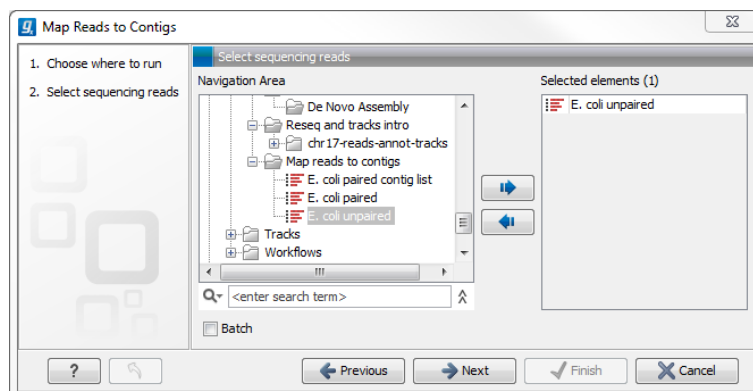 Map Reads to Contigs
1. Choose where to run
2. Select sequencing reads
Select sequencing reads
Navigation Area
De Novo Assembly
Reseq and tracks intro
chr17-reads-annot-tracks
Map reads to contigs
E. coli paired contig list
E. coli paired
E. coli unpaired
Tracks
Workflows
<enter search term>
Batch
Selected elements (1)
E. coli unpaired
?
Previous
Next
Finish
Cancel